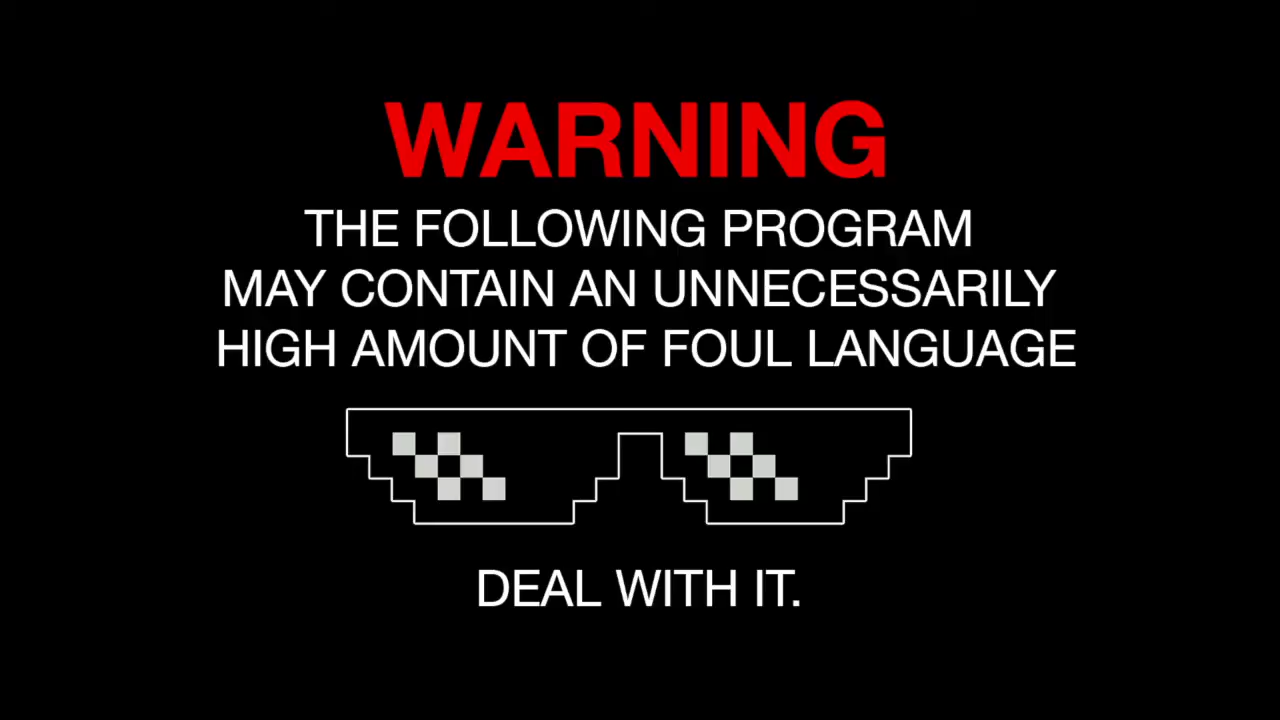 WARNING
THE FOLLOWING PROGRAM
MAY CONTAIN AN UNNECESSARILY
HIGH AMOUNT OF FOUL LANGUAGE
DEAL WITH IT.